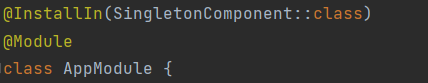 @InstallIn(SingletonComponent::class)
@Module
class AppModule {